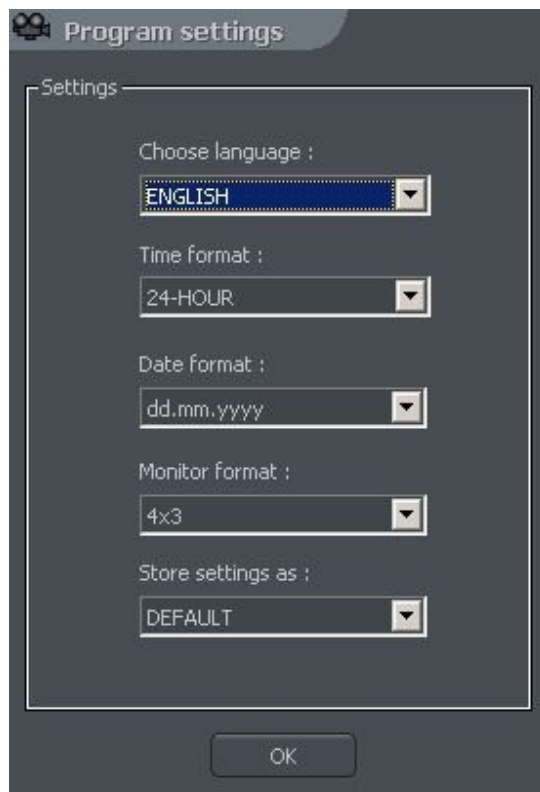 Program settings
Settings
Choose language :
ENGLISH
Time format :
24-HOUR
Date format :
dd.mm.yyyy
Monitor format :
4x3
Store settings as :
DEFAULT
OK